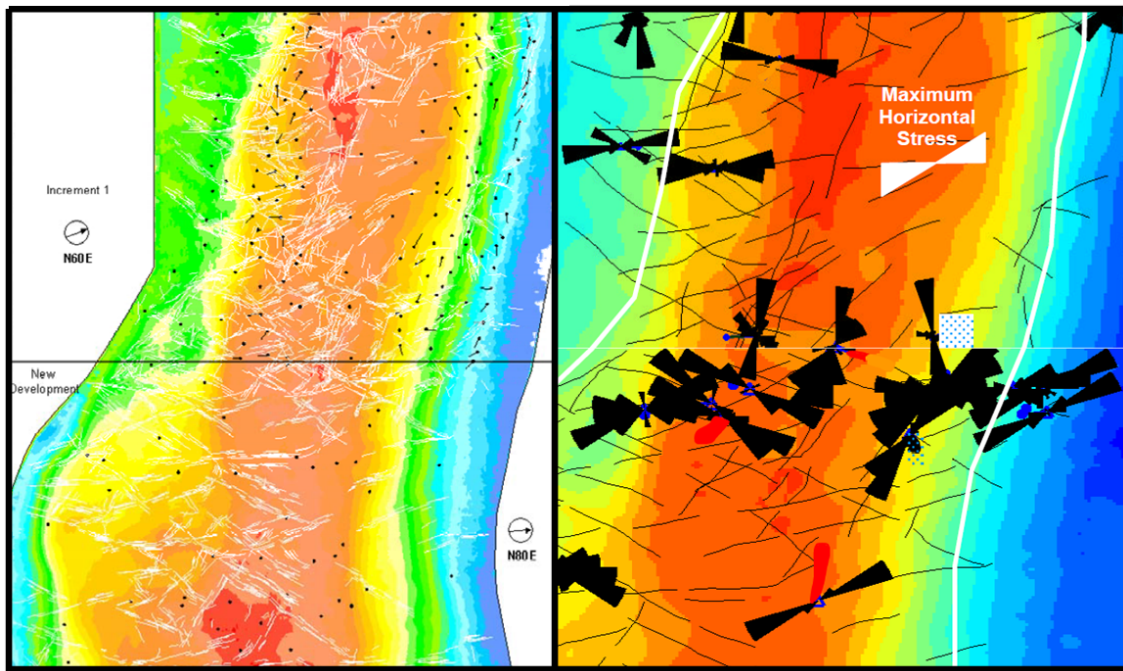 Increment 1
N60E
New
Development
N80E
Maximum
Horizontal
Stress